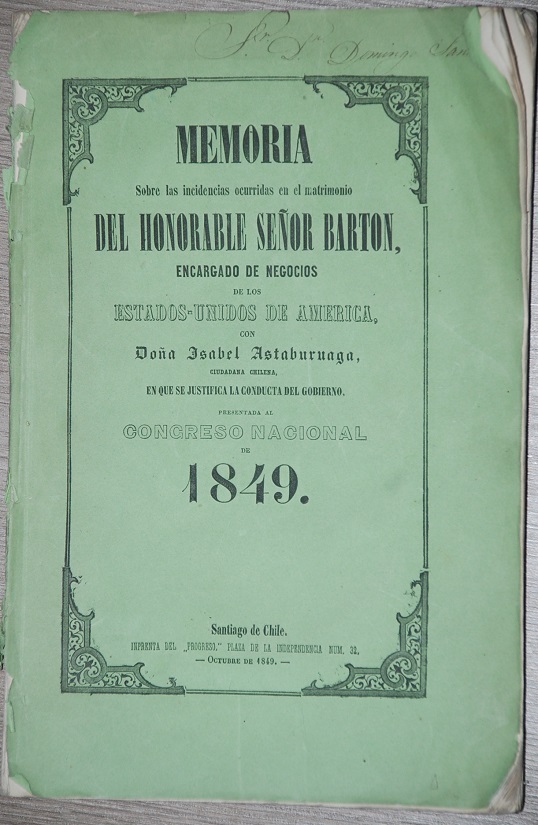 Sr. Dn. Domingo San
MEMORIA
Sobre las incidencias ocurridas en el matrimonio
DEL HONORABLE SEÑOR BARTON,
ENCARGADO DE NEGOCIOS
DE LOS
ESTADOS-UNIDOS DE AMERICA,
CON
Doña Isabel Astaburuaga,
CIUDADANA CHILENA,
EN QUE SE JUSTIFICA LA CONDUCTA DEL GOBIERNO,
PRESENTADA AL
CONGRESO NACIONAL
DE
1849.
Santiago de Chile.
IMPRENTA DEL „PROGRESO.” PLAZA DE LA INDEPENDENCIA NUM. 32,
— OCTUBRE DE 1849. —